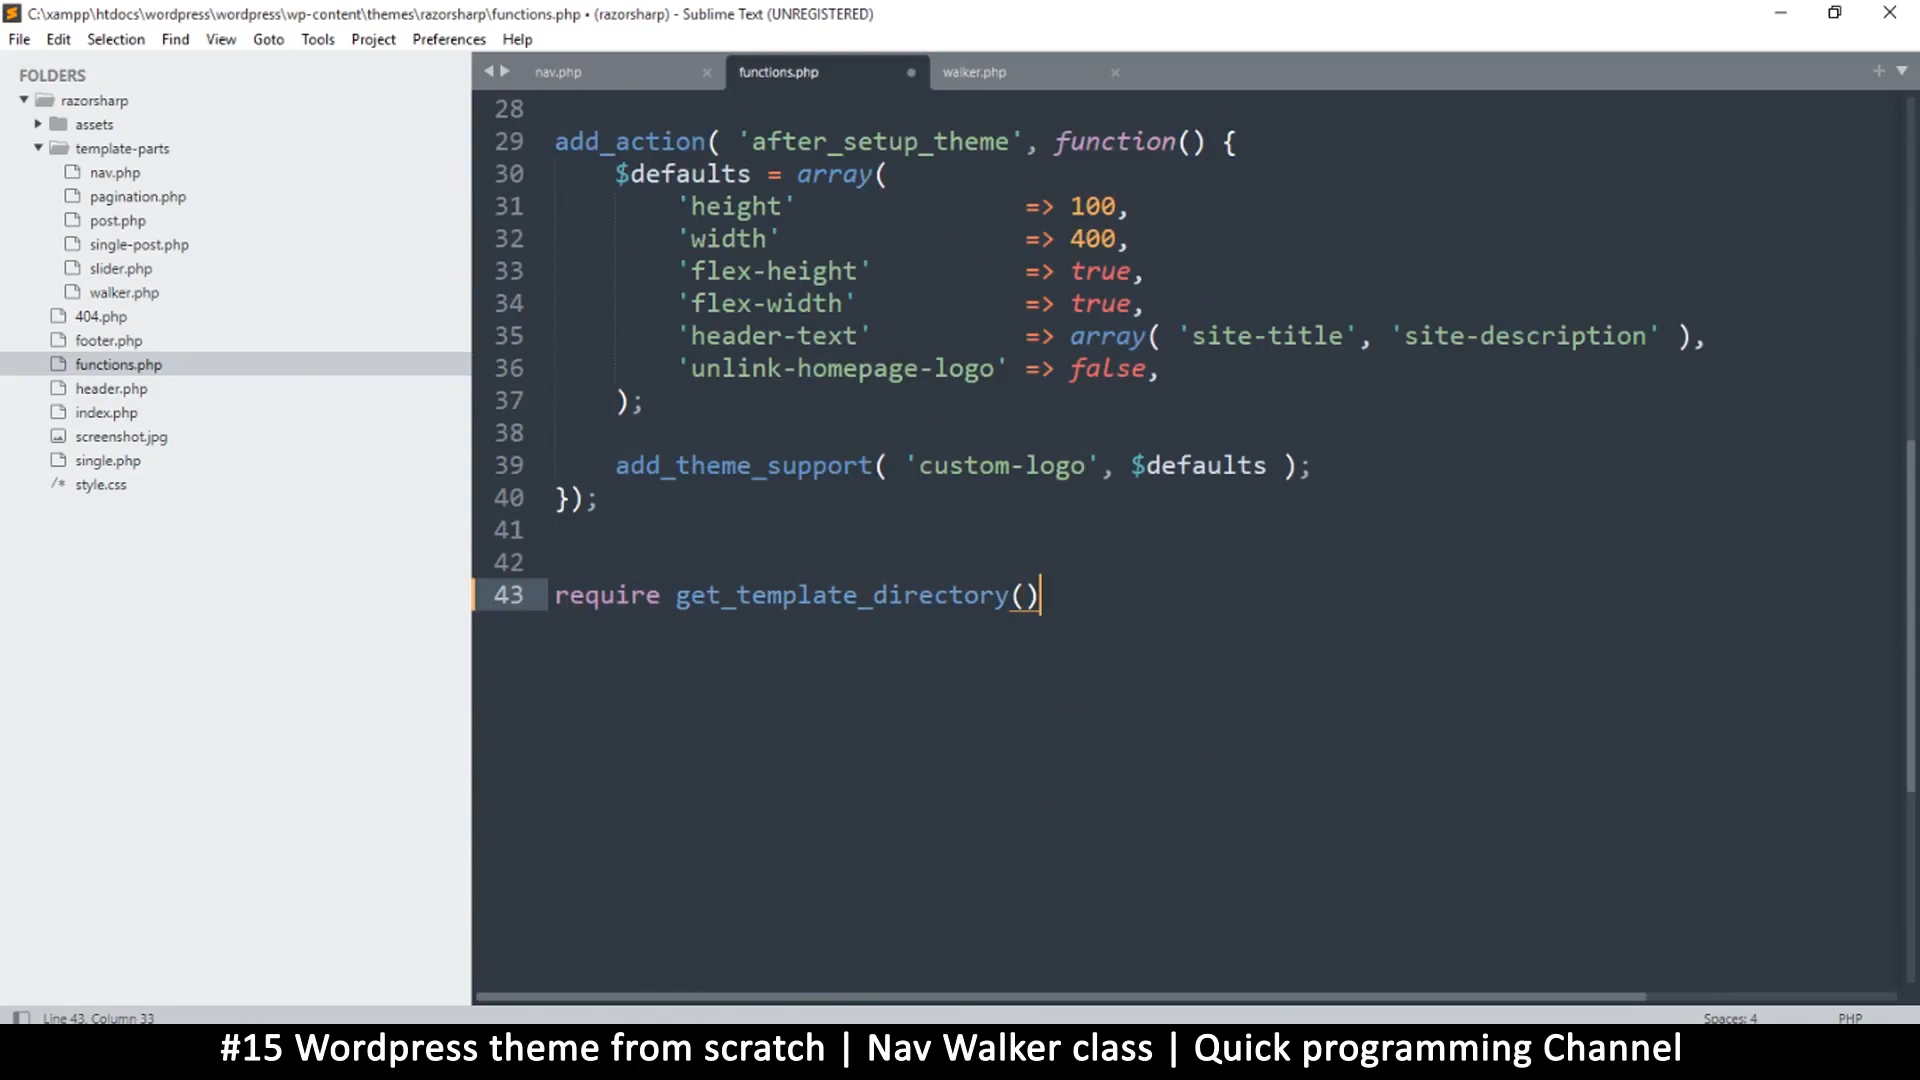 C:\xampp\htdocs\wordpress\wordpress\wp-content\themes\razorsharp\functions.php • (razorsharp) - Sublime Text (UNREGISTERED)
File Edit Selection Find View Goto Tools Project Preferences Help
FOLDERS
razorsharp
assets
template-parts
nav.php
pagination.php
post.php
single-post.php
slider.php
walker.php
404.php
footer.php
functions.php
header.php
index.php
screenshot.jpg
single.php
/* style.css
nav.php × functions.php walker.php ×
28
29 add_action( 'after_setup_theme', function() {
30 $defaults = array(
31 'height' => 100,
32 'width' => 400,
33 'flex-height' => true,
34 'flex-width' => true,
35 'header-text' => array( 'site-title', 'site-description' ),
36 'unlink-homepage-logo' => false,
37 );
38
39 add_theme_support( 'custom-logo', $defaults );
40 });
41
42
43 require get_template_directory()
Line 43, Column 33 Spaces: 4 PHP
#15 Wordpress theme from scratch | Nav Walker class | Quick programming Channel